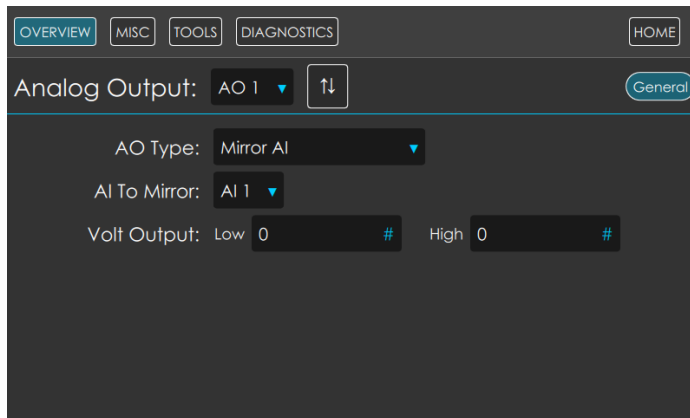 OVERVIEW MISC TOOLS DIAGNOSTICS HOME
Analog Output: AO 1 General
AO Type: Mirror AI
AI To Mirror: AI 1
Volt Output: Low 0 # High 0 #